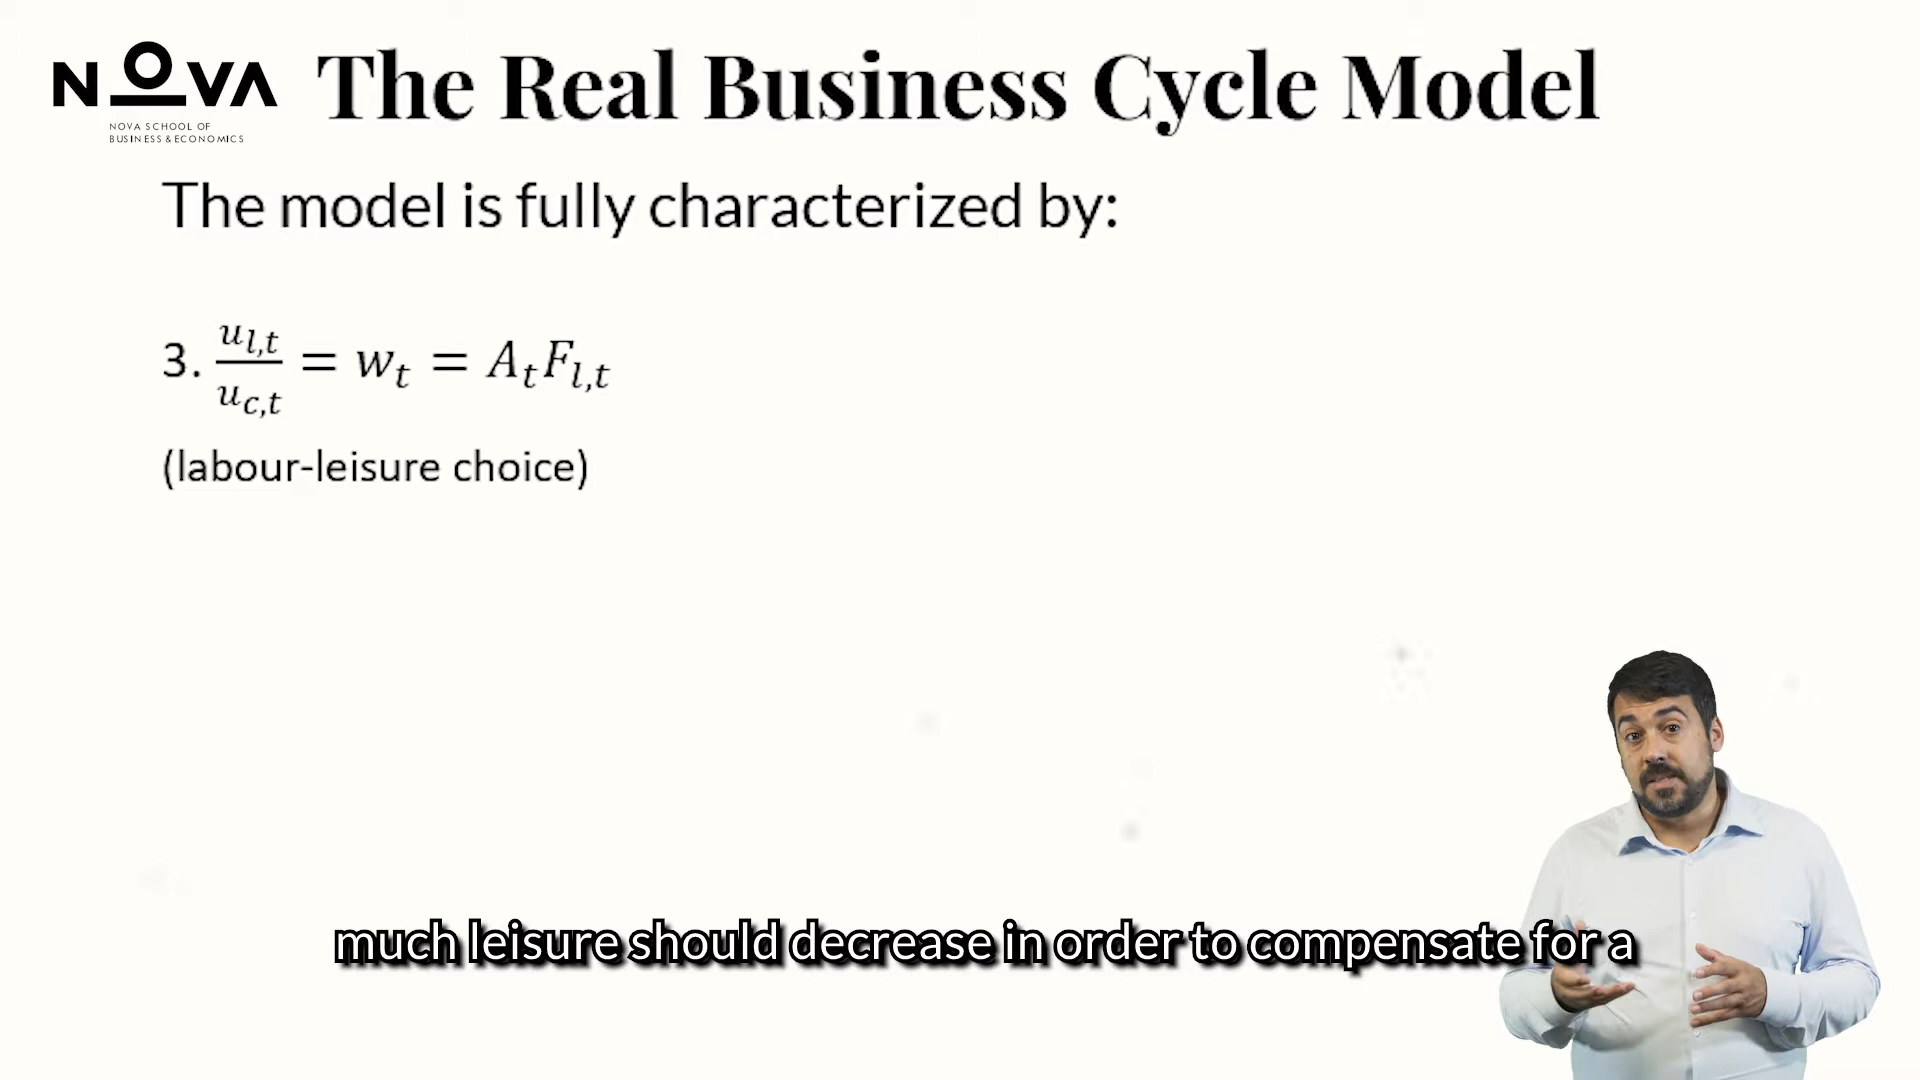 NOVA
NOVA SCHOOL OF
BUSINESS & ECONOMICS
The Real Business Cycle Model
The model is fully characterized by:
3. \frac{u_{l,t}}{u_{c,t}} = w_t = A_t F_{l,t}
(labour-leisure choice)
much leisure should decrease in order to compensate for a